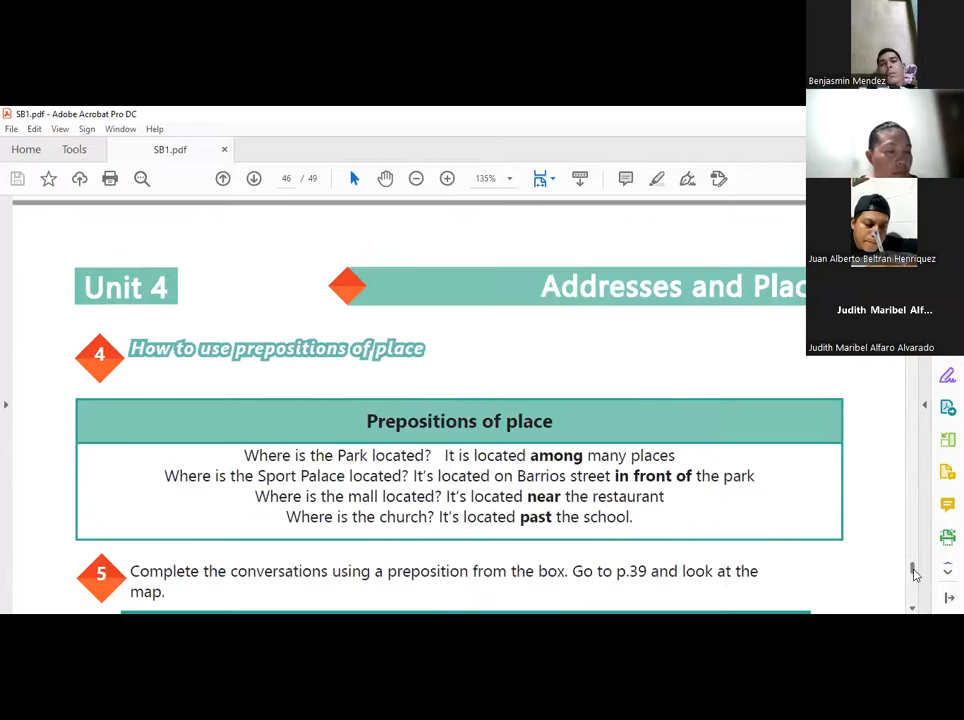 SB1.pdf - Adobe Acrobat Pro DC
File Edit View Sign Window Help
Home Tools SB1.pdf ×
46 / 49 135%
Unit 4
Addresses and Plac
4 How to use prepositions of place
Prepositions of place
Where is the Park located? It is located among many places
Where is the Sport Palace located? It's located on Barrios street in front of the park
Where is the mall located? It's located near the restaurant
Where is the church? It's located past the school.
5 Complete the conversations using a preposition from the box. Go to p.39 and look at the
map.
Benjasmin Mendez
Juan Alberto Beltran Henriquez
Judith Maribel Alf...
Judith Maribel Alfaro Alvarado